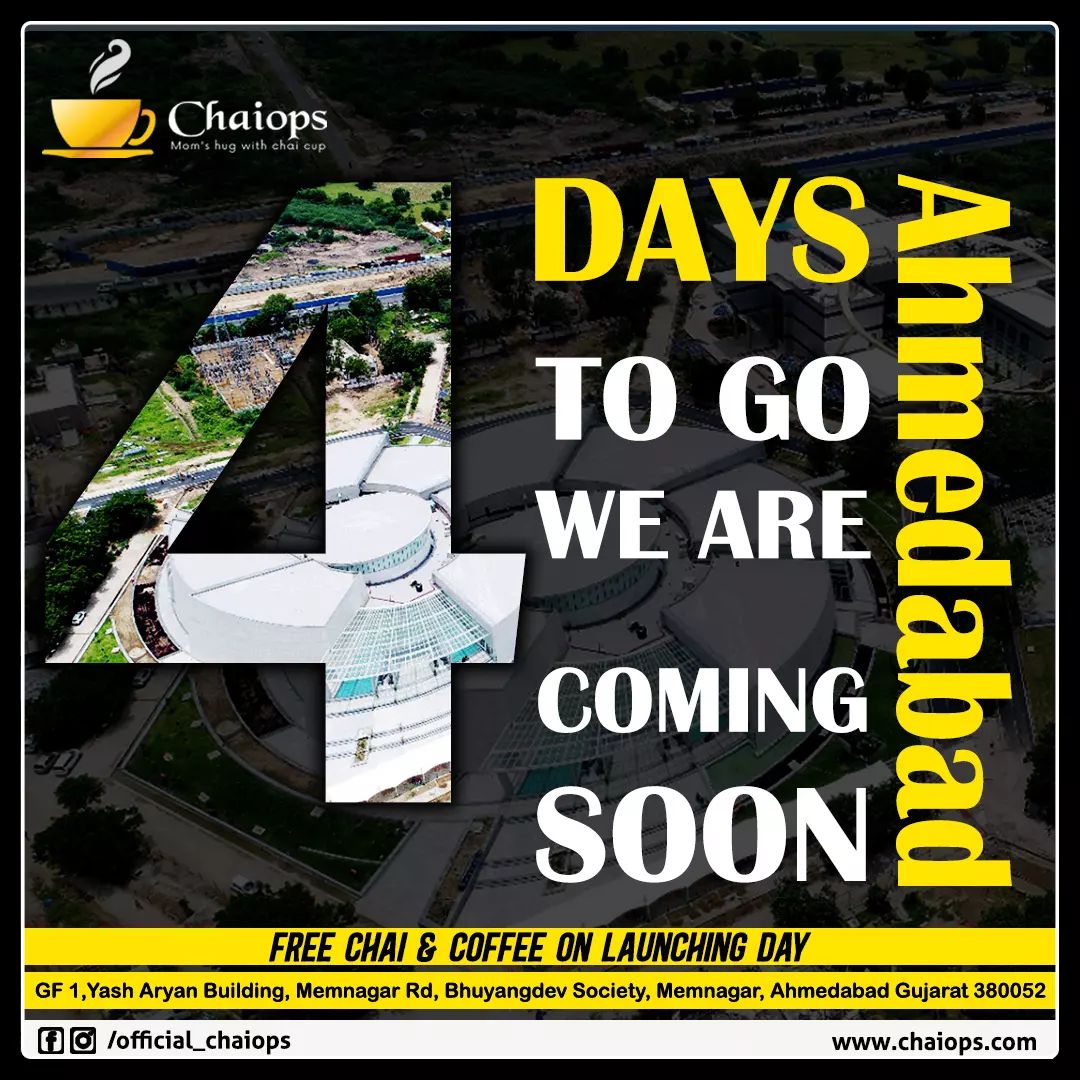 Chaiops
Mom's hug with chai cup
4
DAYS
TO GO
WE ARE
COMING
SOON
Ahmedabad
FREE CHAI & COFFEE ON LAUNCHING DAY
GF 1,Yash Aryan Building, Memnagar Rd, Bhuyangdev Society, Memnagar, Ahmedabad Gujarat 380052
/official_chaiops
www.chaiops.com